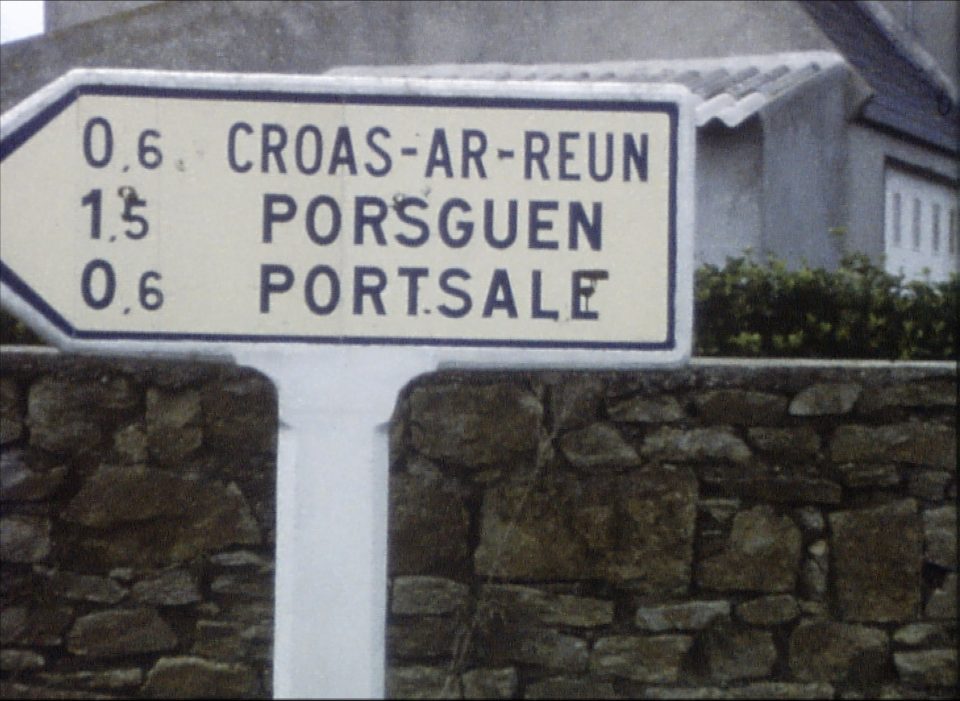 0,6 CROAS-AR-REUN
1,5 PORSGUEN
0,6 PORTSALE